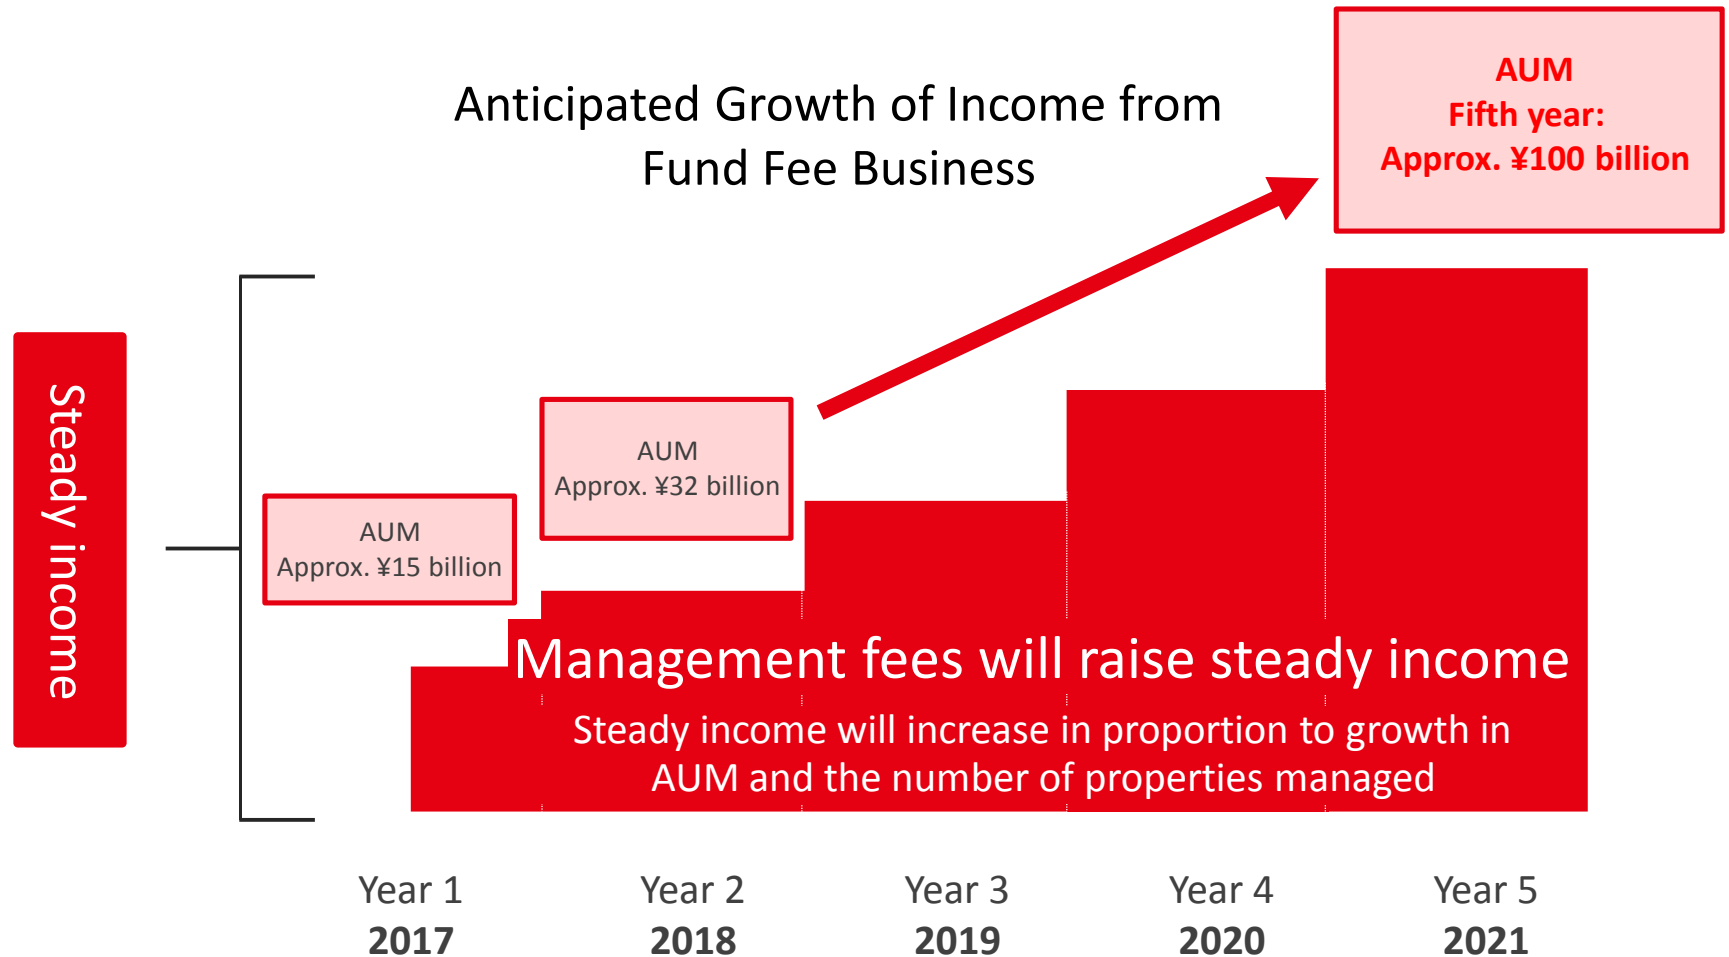 Anticipated Growth of Income from
Fund Fee Business
AUM
Fifth year:
Approx. ¥100 billion
Steady income
AUM
Approx. ¥15 billion
AUM
Approx. ¥32 billion
Management fees will raise steady income
Steady income will increase in proportion to growth in
AUM and the number of properties managed
Year 1
2017
Year 2
2018
Year 3
2019
Year 4
2020
Year 5
2021